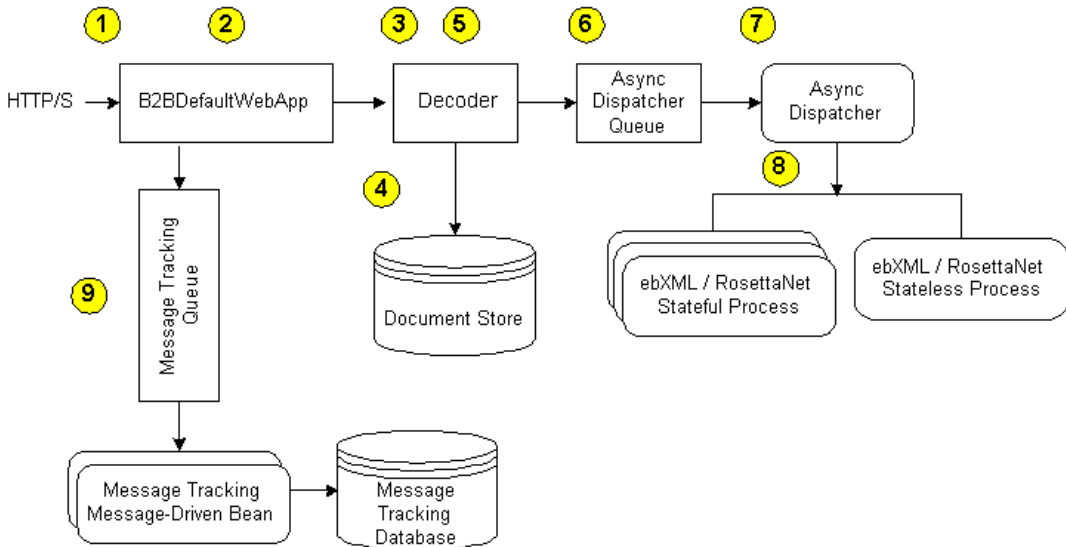 1
2
3
5
6
7
HTTP/S
B2BDefaultWebApp
Decoder
Async
Dispatcher
Queue
Async
Dispatcher
8
4
9
Message Tracking
Queue
Document Store
ebXML / RosettaNet
Stateful Process
ebXML / RosettaNet
Stateless Process
Message Tracking
Message-Driven Bean
Message
Tracking
Database